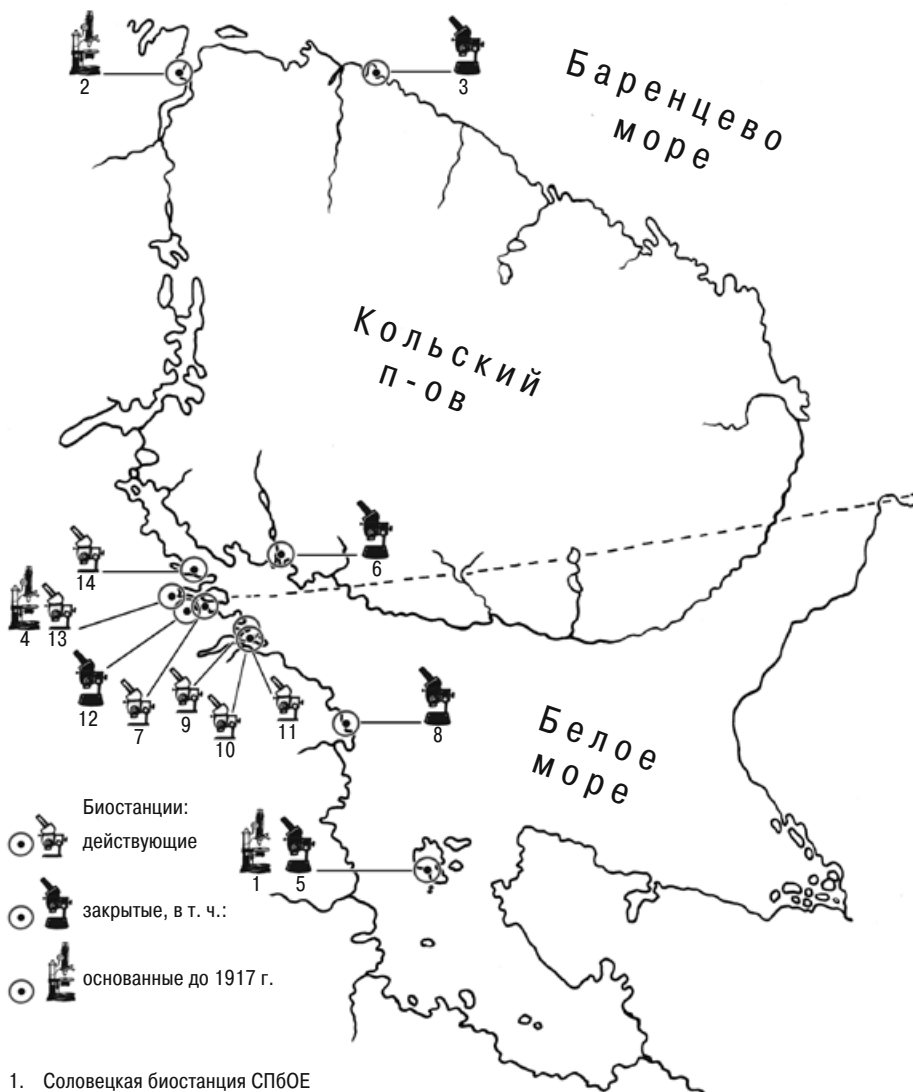 2
3
Баренцево
море
Кольский
п-ов
14
6
4
13
12
7
9
10
11
8
Белое
море
Биостанции:
действующие
1
5
закрытые, в т. ч.:
основанные до 1917 г.
1. Соловецкая биостанция СПбОЕ